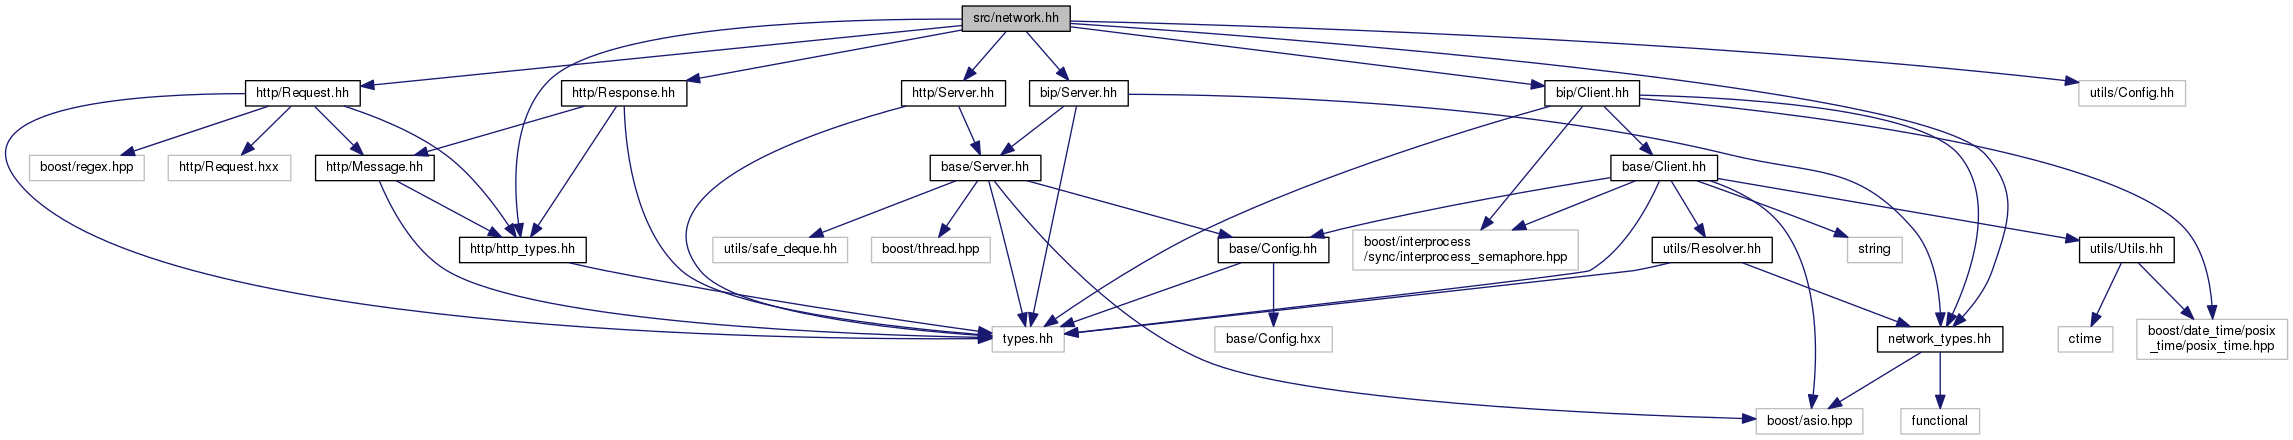 src/network.hh
http/Request.hh
http/Response.hh
http/Server.hh
bip/Server.hh
bip/Client.hh
utils/Config.hh
boost/regex.hpp
http/Request.hxx
http/Message.hh
base/Server.hh
base/Client.hh
http/http_types.hh
utils/safe_deque.hh
boost/thread.hpp
base/Config.hh
boost/interprocess
/sync/interprocess_semaphore.hpp
utils/Resolver.hh
string
utils/Utils.hh
types.hh
base/Config.hxx
network_types.hh
ctime
boost/date_time/posix
_time/posix_time.hpp
boost/asio.hpp
functional